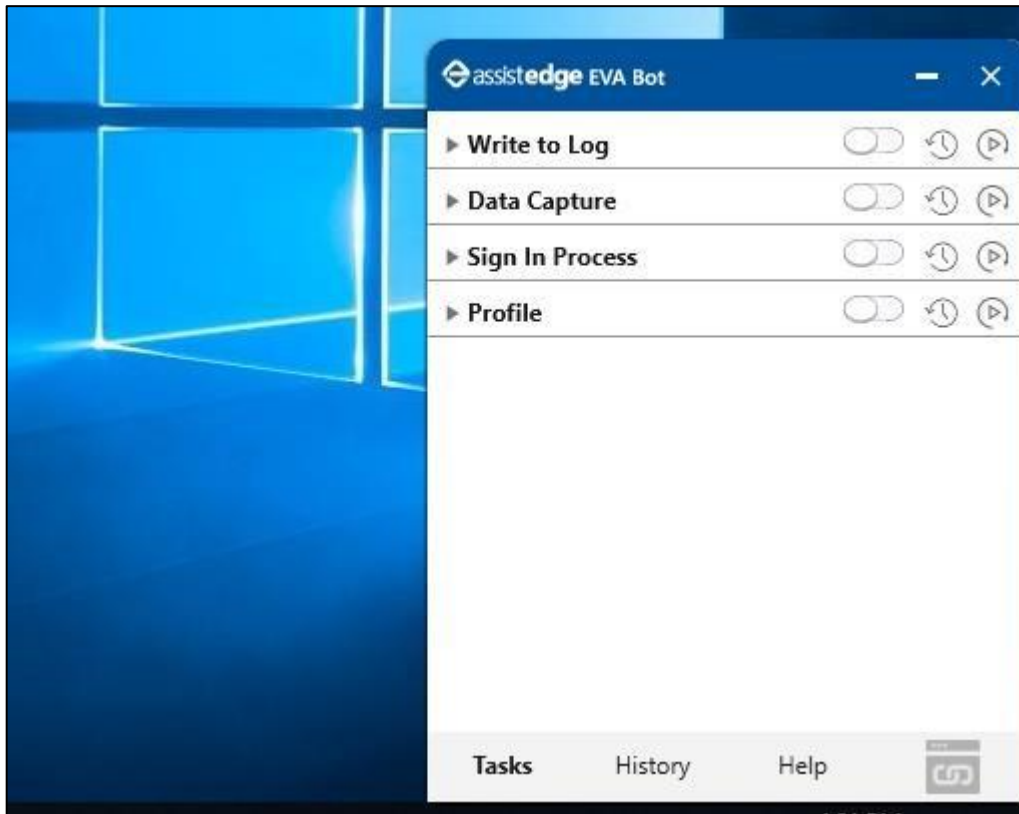 assistedge EVA Bot
Write to Log
Data Capture
Sign In Process
Profile
Tasks History Help